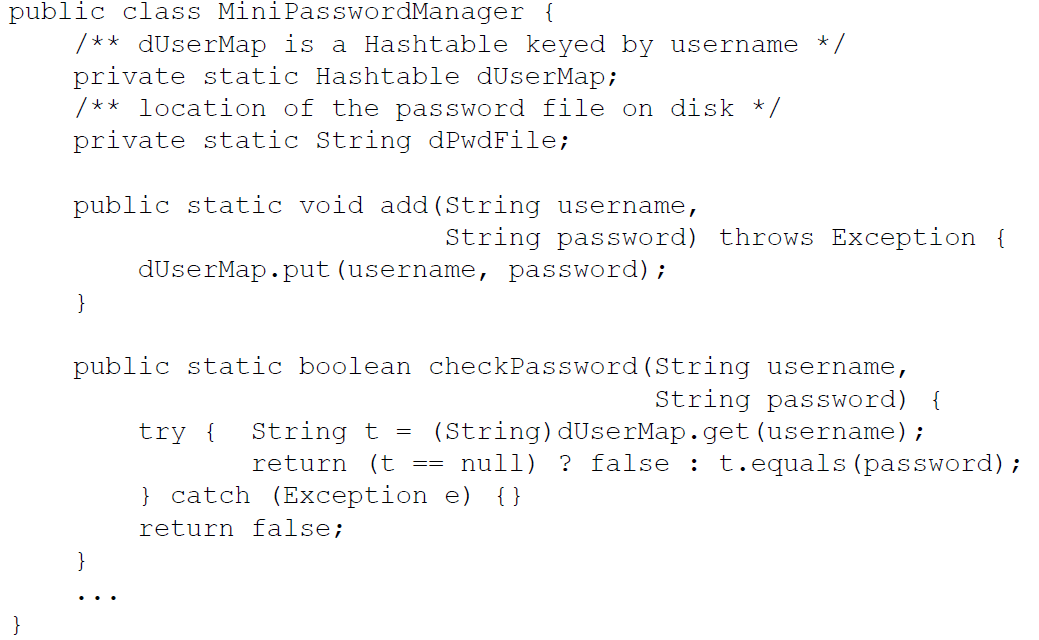 public class MiniPasswordManager {
    /** dUserMap is a Hashtable keyed by username */
    private static Hashtable dUserMap;
    /** location of the password file on disk */
    private static String dPwdFile;

    public static void add(String username,
                           String password) throws Exception {
        dUserMap.put(username, password);
    }

    public static boolean checkPassword(String username,
                                        String password) {
        try {  String t = (String)dUserMap.get(username);
               return (t == null) ? false : t.equals(password);
        } catch (Exception e) {}
        return false;
    }
    ...
}